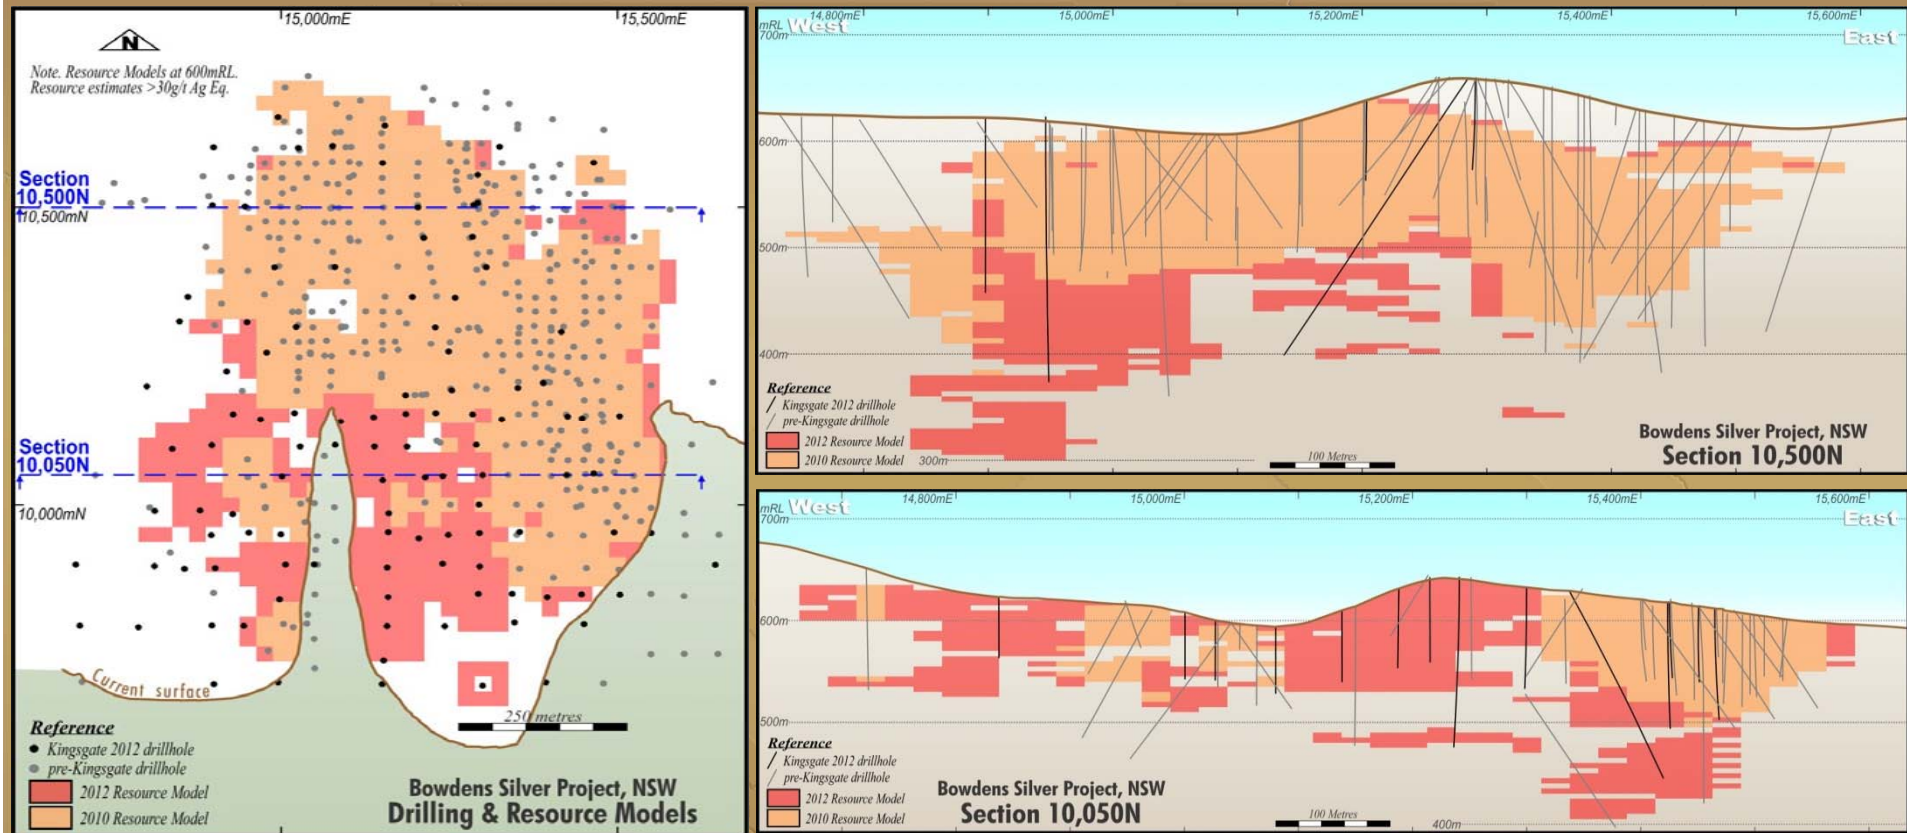 15,000mE
15,500mE
N
Note. Resource Models at 600mRL.
Resource estimates >30g/t Ag Eq.
Section
10,500N
10,500mN
Section
10,050N
10,000mN
Current surface
250 metres
Reference
Kingsgate 2012 drillhole
pre-Kingsgate drillhole
2012 Resource Model
2010 Resource Model
Bowdens Silver Project, NSW
Drilling & Resource Models
14,800mE
15,000mE
15,200mE
15,400mE
15,600mE
mRL
West
East
700m
600m
500m
400m
300m
Reference
Kingsgate 2012 drillhole
pre-Kingsgate drillhole
2012 Resource Model
2010 Resource Model
100 Metres
Bowdens Silver Project, NSW
Section 10,500N
14,800mE
15,000mE
15,200mE
15,400mE
15,600mE
mRL
West
East
700m
600m
500m
400m
Reference
Kingsgate 2012 drillhole
pre-Kingsgate drillhole
2012 Resource Model
2010 Resource Model
Bowdens Silver Project, NSW
Section 10,050N
100 Metres